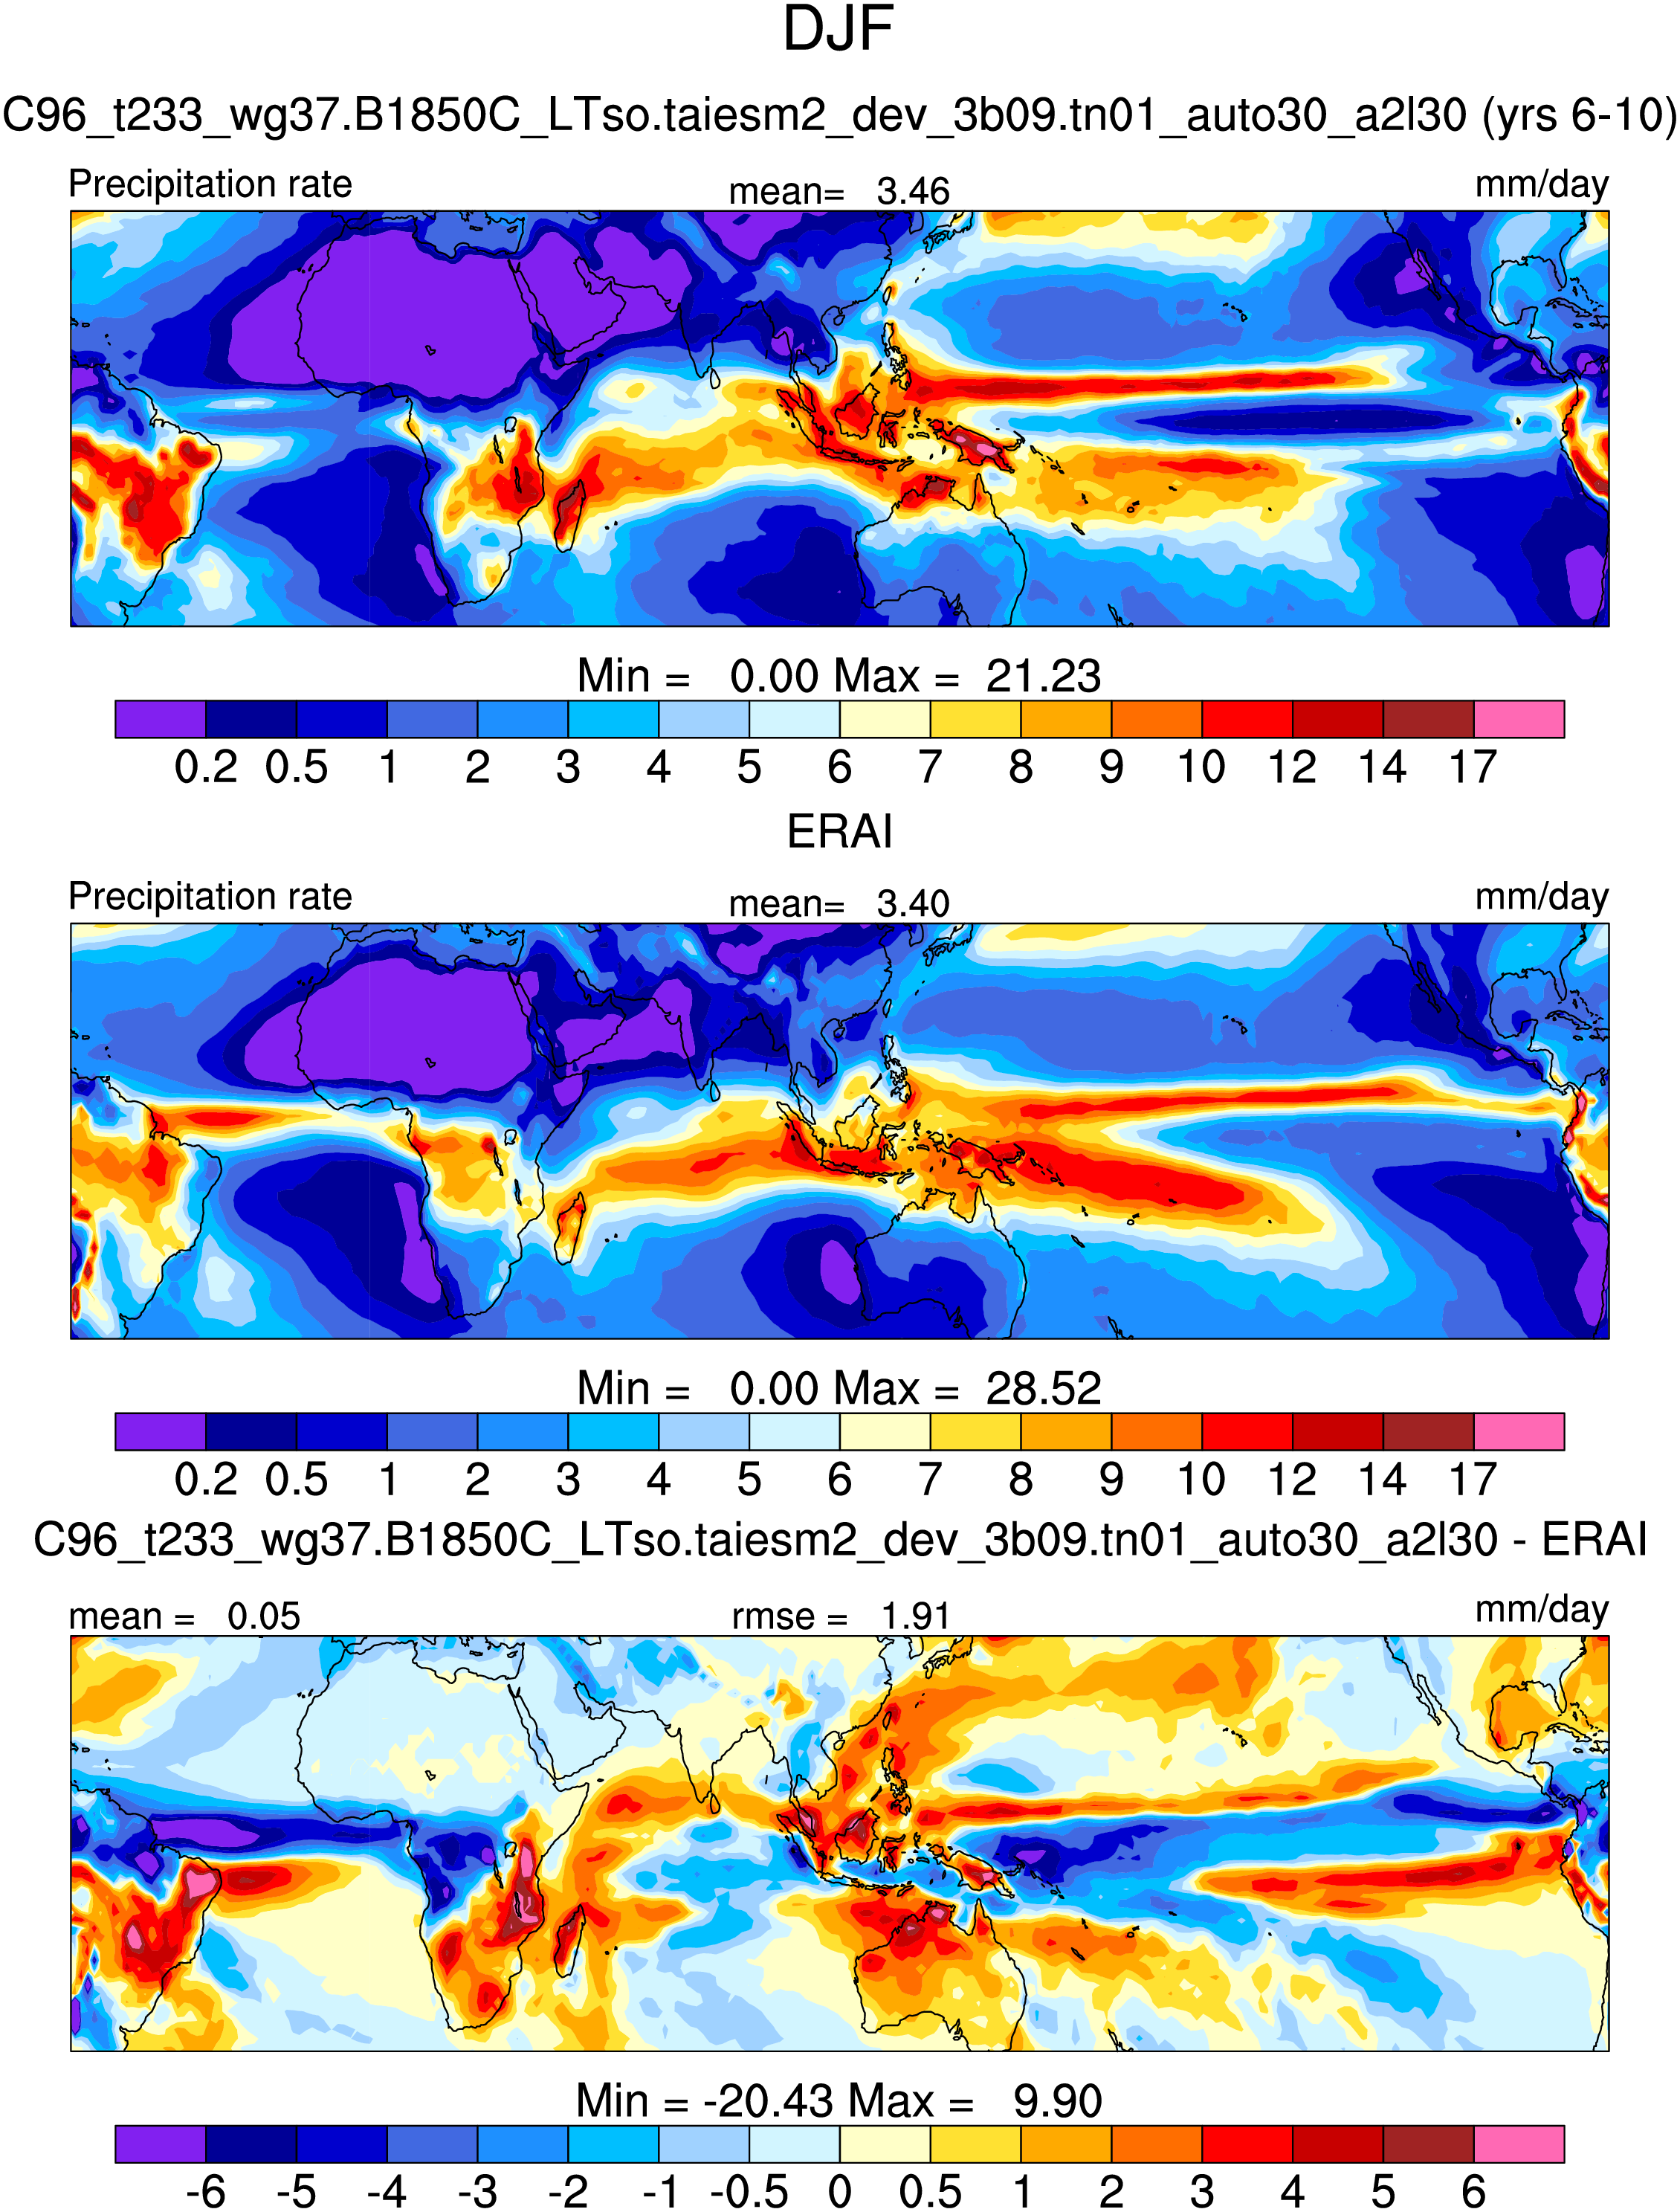 DJF
C96_t233_wg37.B1850C_LTso.taiesm2_dev_3b09.tn01_auto30_a2l30 (yrs 6-10)
Precipitation rate mean= 3.46 mm/day
Min = 0.00 Max = 21.23
0.2 0.5 1 2 3 4 5 6 7 8 9 10 12 14 17
ERAI
Precipitation rate mean= 3.40 mm/day
Min = 0.00 Max = 28.52
0.2 0.5 1 2 3 4 5 6 7 8 9 10 12 14 17
C96_t233_wg37.B1850C_LTso.taiesm2_dev_3b09.tn01_auto30_a2l30 - ERAI
mean = 0.05 rmse = 1.91 mm/day
Min = -20.43 Max = 9.90
-6 -5 -4 -3 -2 -1 -0.5 0 0.5 1 2 3 4 5 6